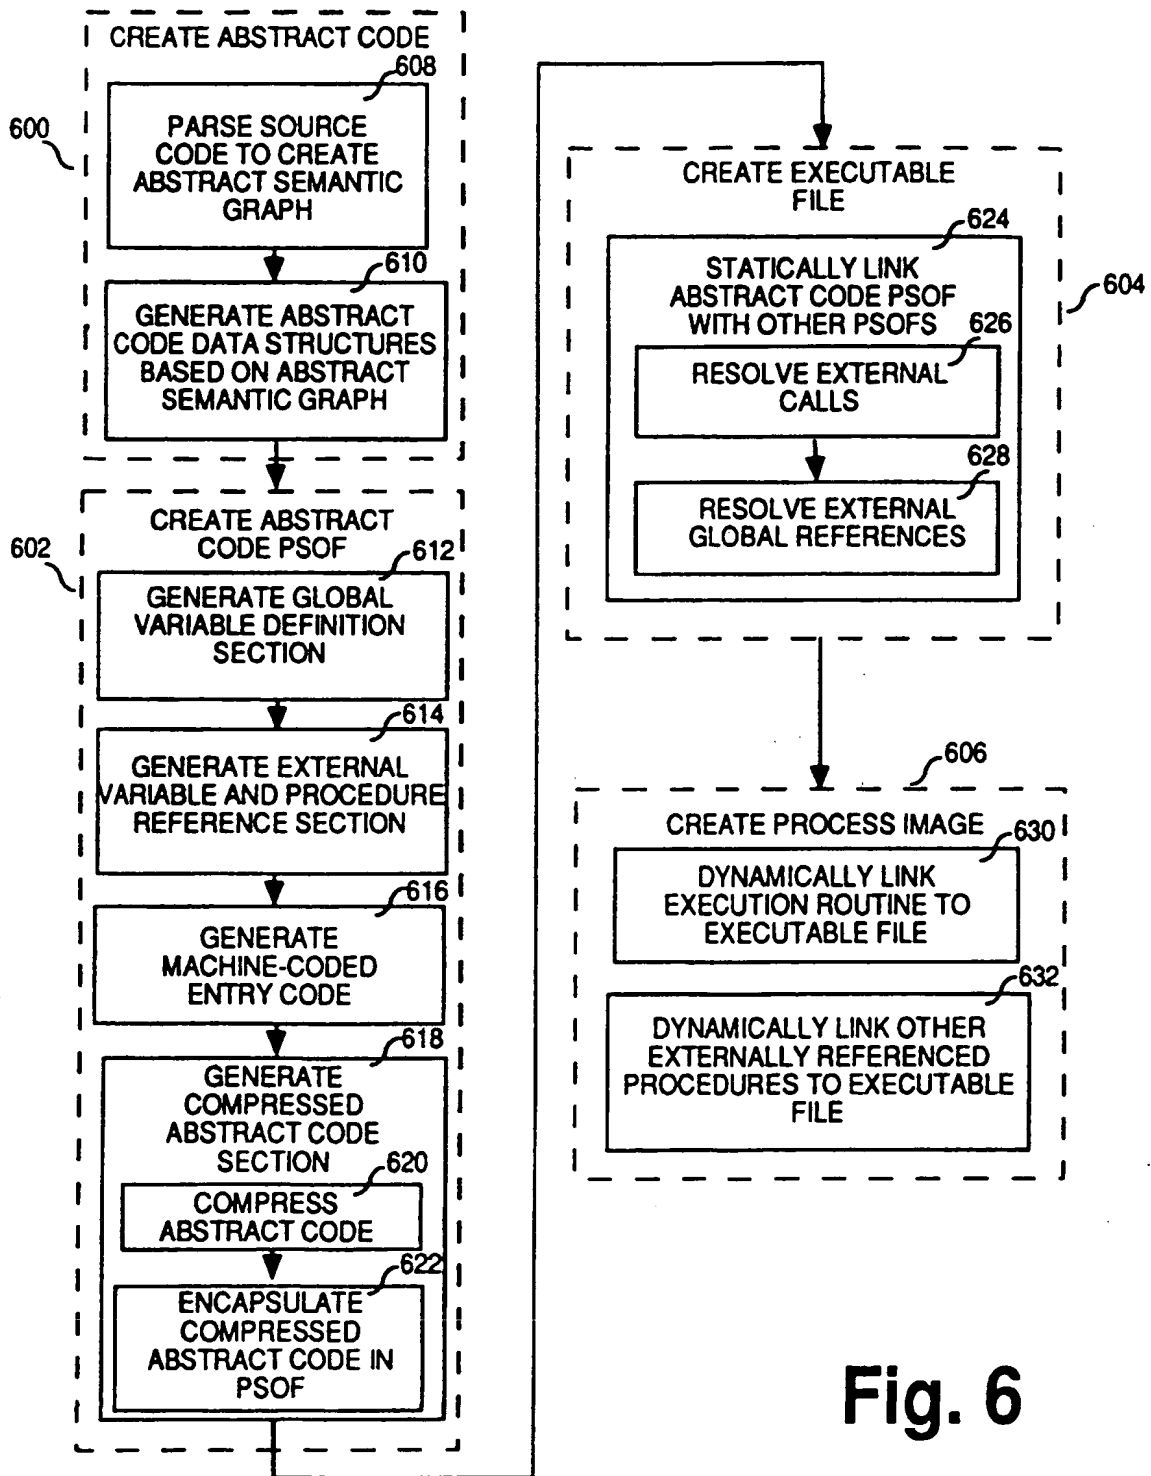 CREATE ABSTRACT CODE
608
600
PARSE SOURCE
CODE TO CREATE
ABSTRACT SEMANTIC
GRAPH
610
GENERATE ABSTRACT
CODE DATA STRUCTURES
BASED ON ABSTRACT
SEMANTIC GRAPH
602
CREATE ABSTRACT
CODE PSOF
612
GENERATE GLOBAL
VARIABLE DEFINITION
SECTION
614
GENERATE EXTERNAL
VARIABLE AND PROCEDURE
REFERENCE SECTION
616
GENERATE
MACHINE-CODED
ENTRY CODE
618
GENERATE
COMPRESSED
ABSTRACT CODE
SECTION
620
COMPRESS
ABSTRACT CODE
622
ENCAPSULATE
COMPRESSED
ABSTRACT CODE IN
PSOF
CREATE EXECUTABLE
FILE
624
604
STATICALLY LINK
ABSTRACT CODE PSOF
WITH OTHER PSOFS
626
RESOLVE EXTERNAL
CALLS
628
RESOLVE EXTERNAL
GLOBAL REFERENCES
606
CREATE PROCESS IMAGE
630
DYNAMICALLY LINK
EXECUTION ROUTINE TO
EXECUTABLE FILE
632
DYNAMICALLY LINK OTHER
EXTERNALLY REFERENCED
PROCEDURES TO EXECUTABLE
FILE
Fig. 6